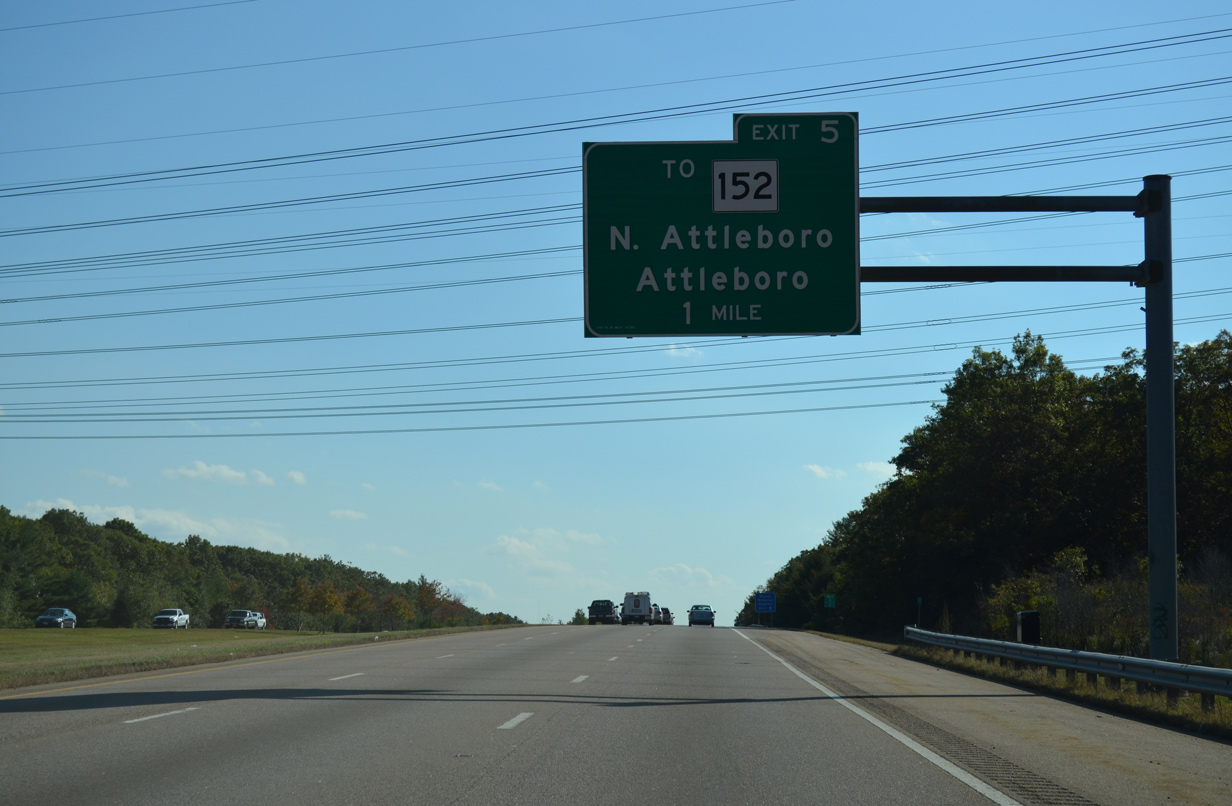 EXIT 5
TO 152
N. Attleboro
Attleboro
1 MILE